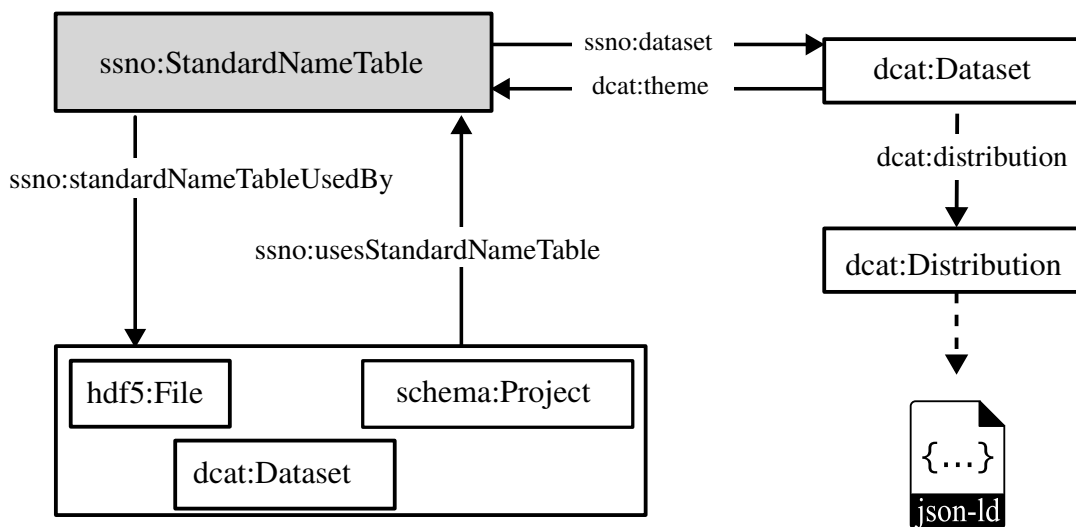 ssno:StandardNameTable
ssno:dataset
dcat:theme
dcat:Dataset
ssno:standardNameTableUsedBy
dcat:distribution
ssno:usesStandardNameTable
dcat:Distribution
hdf5:File
schema:Project
dcat:Dataset
{...}
json-ld